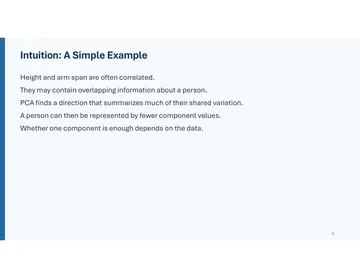 Intuition: A Simple Example
Height and arm span are often correlated.
They may contain overlapping information about a person.
PCA finds a direction that summarizes much of their shared variation.
A person can then be represented by fewer component values.
Whether one component is enough depends on the data.